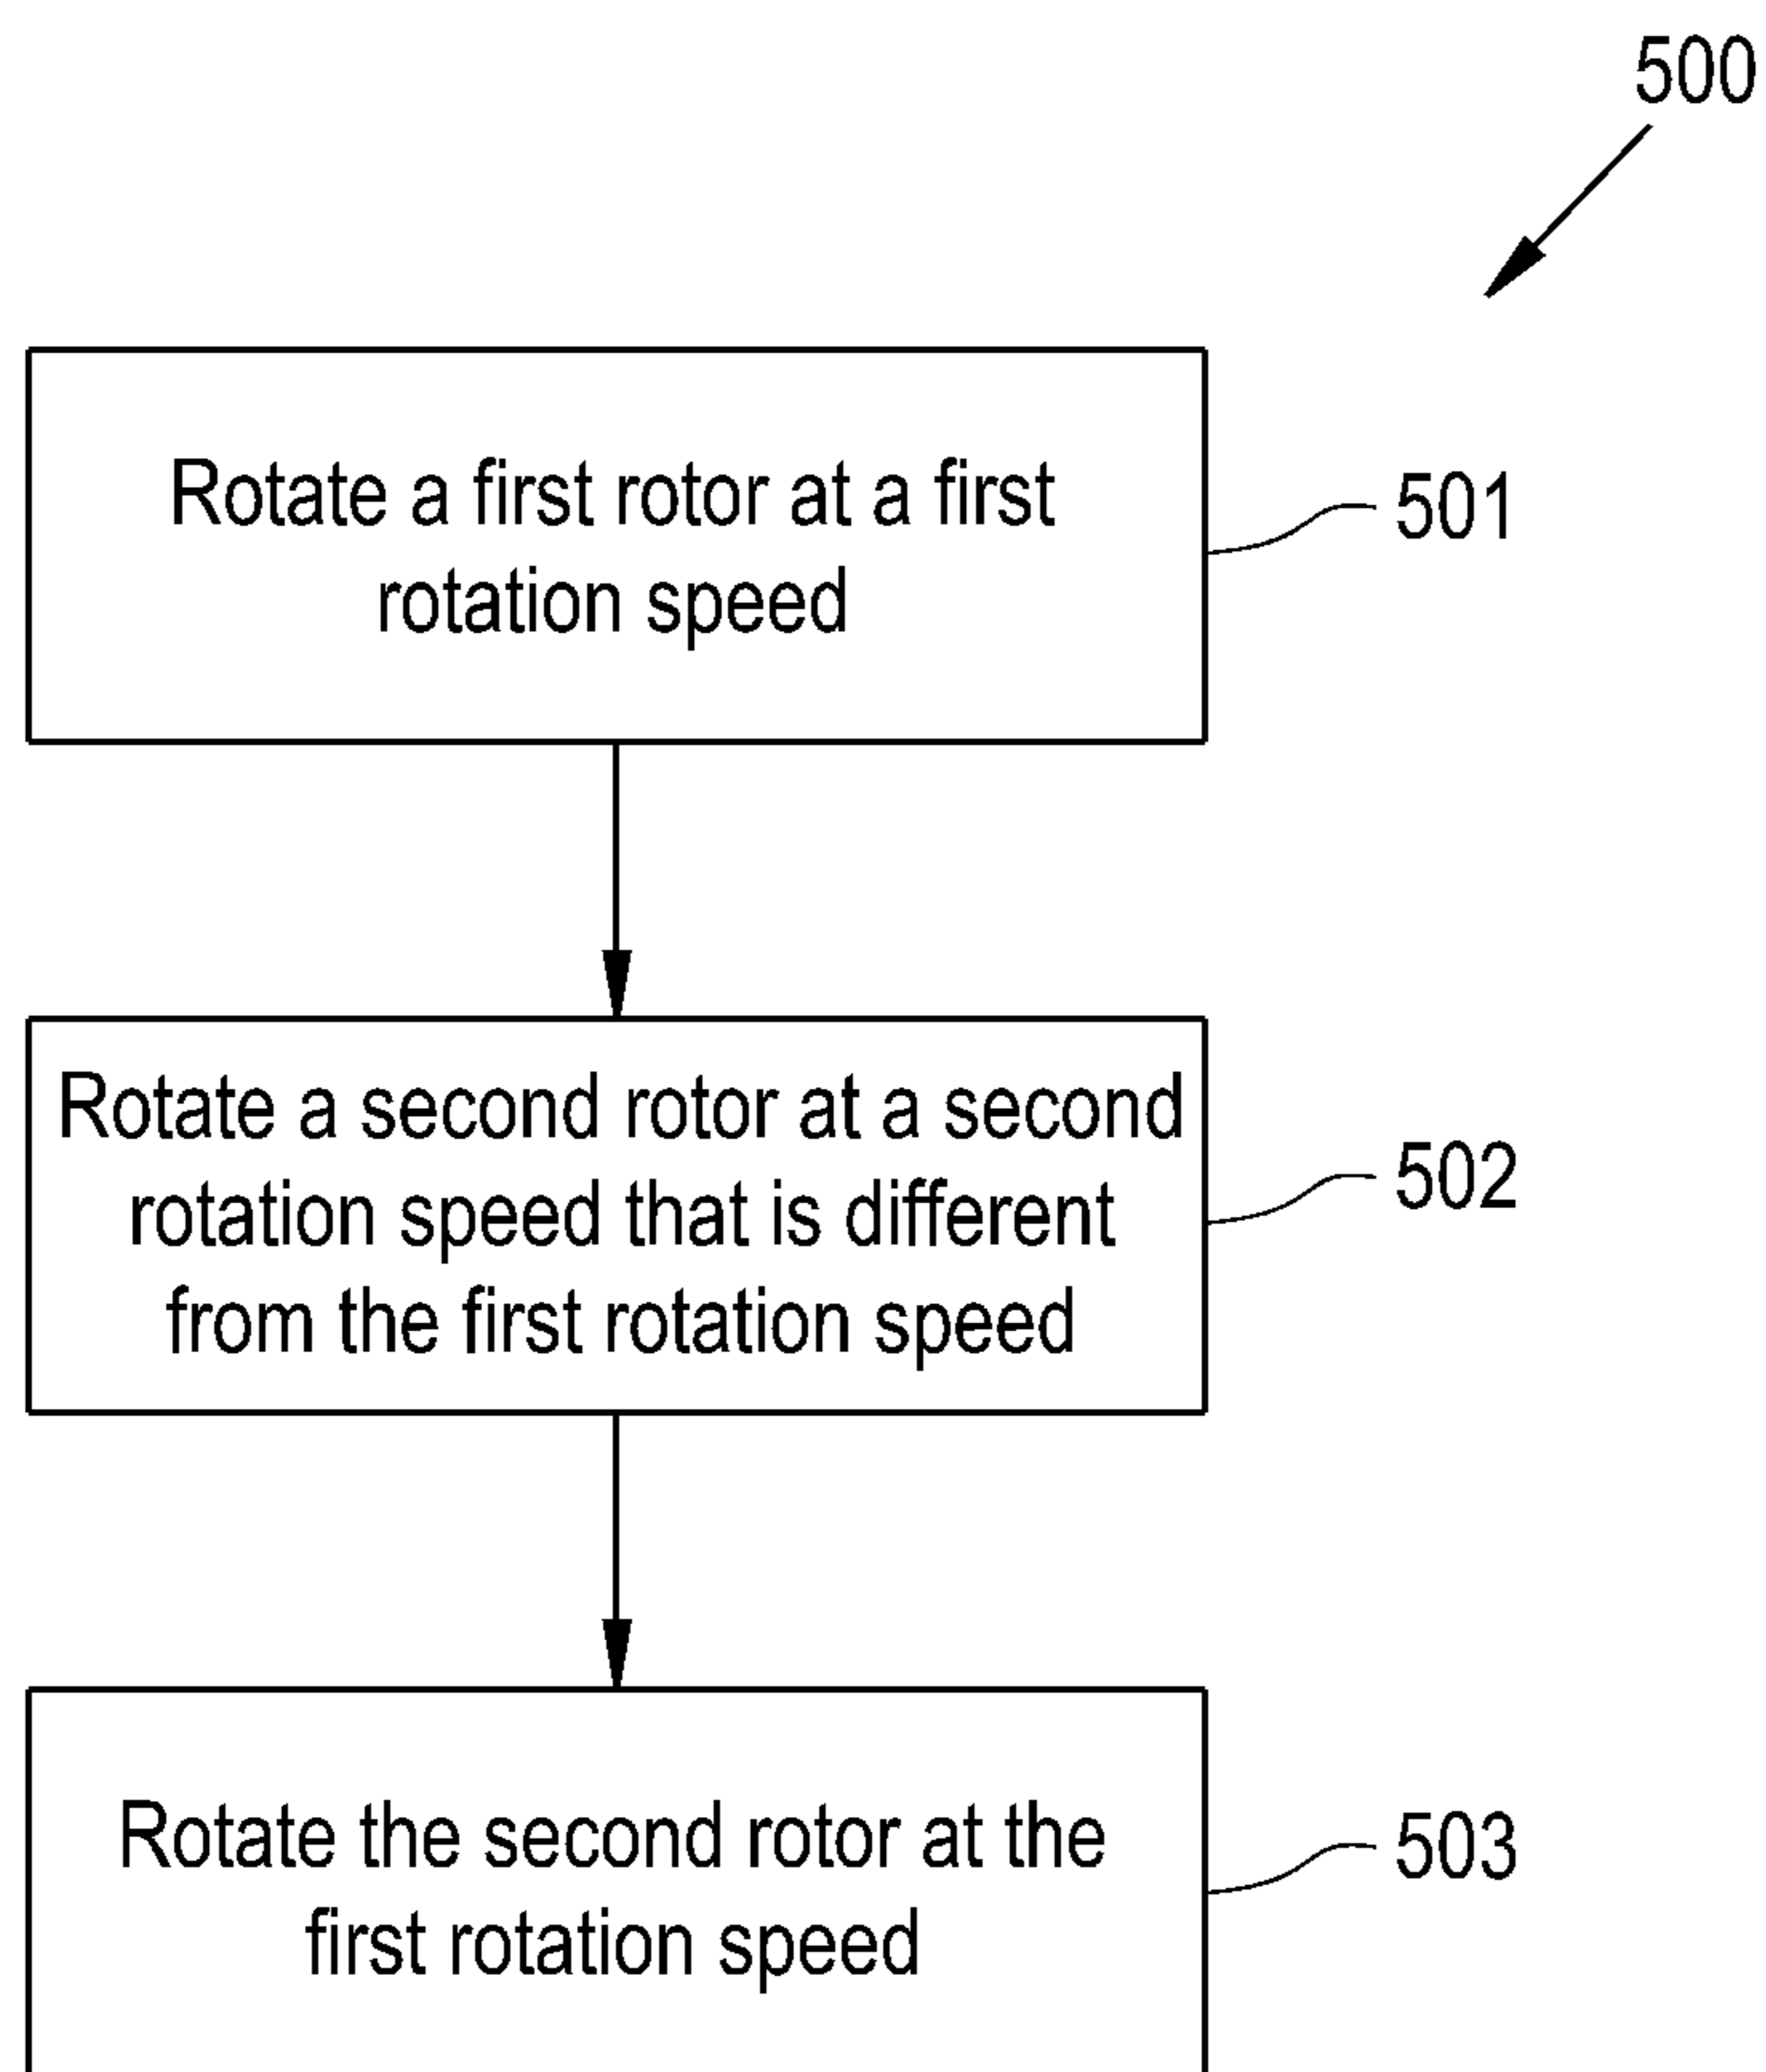 500
Rotate a first rotor at a first
rotation speed
501
Rotate a second rotor at a second
rotation speed that is different
from the first rotation speed
502
Rotate the second rotor at the
first rotation speed
503